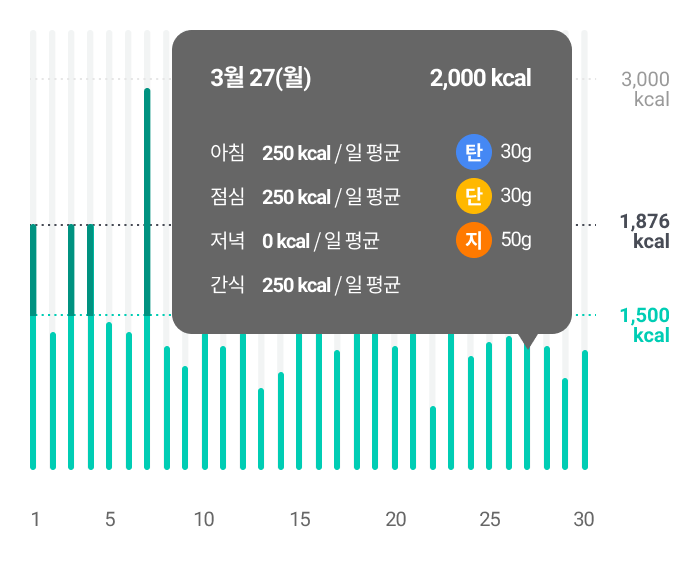 3월 27(월) 2,000 kcal
아침 250 kcal / 일 평균 탄 30g
점심 250 kcal / 일 평균 단 30g
저녁 0 kcal / 일 평균 지 50g
간식 250 kcal / 일 평균
3,000
kcal
1,876
kcal
1,500
kcal
1 5 10 15 20 25 30